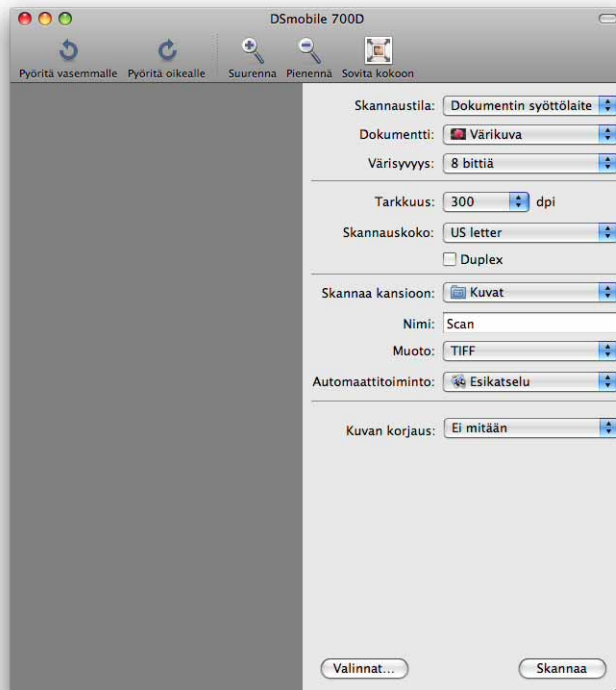 DSmobile 700D
Pyöritä vasemmalle Pyöritä oikealle Suurenna Pienennä Sovita kokoon
Skannaustila: Dokumentin syöttölaite
Dokumentti: Värikuva
Värisyvyys: 8 bittiä
Tarkkuus: 300 dpi
Skannauskoko: US letter
Duplex
Skannaa kansioon: Kuvat
Nimi: Scan
Muoto: TIFF
Automaattitoiminto: Esikatselu
Kuvan korjaus: Ei mitään
Valinnat... Skannaa